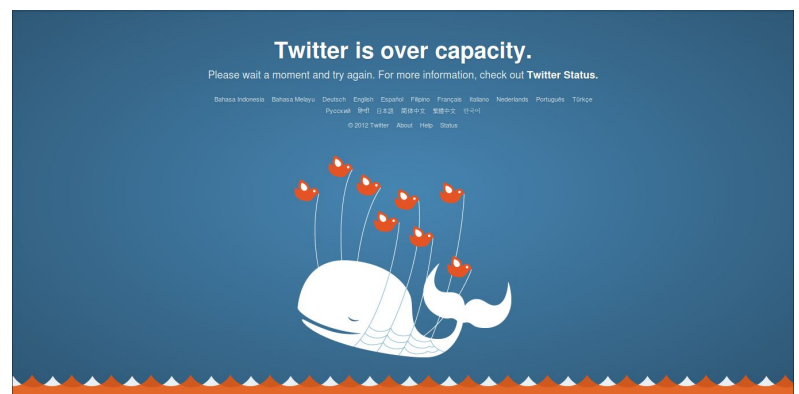 Twitter is over capacity.
Please wait a moment and try again. For more information, check out Twitter Status.
Bahasa Indonesia Bahasa Melayu Deutsch English Español Filipino Français Italiano Nederlands Português Türkçe
Русский हिन्दी 日本語 简体中文 繁體中文 한국어
© 2012 Twitter About Help Status